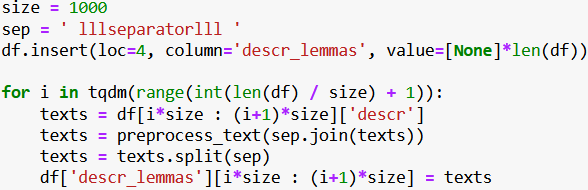 size = 1000
sep = ' lllseparatorlll '
df.insert(loc=4, column='descr_lemmas', value=[None]*len(df))

for i in tqdm(range(int(len(df) / size) + 1)):
    texts = df[i*size : (i+1)*size]['descr']
    texts = preprocess_text(sep.join(texts))
    texts = texts.split(sep)
    df['descr_lemmas'][i*size : (i+1)*size] = texts